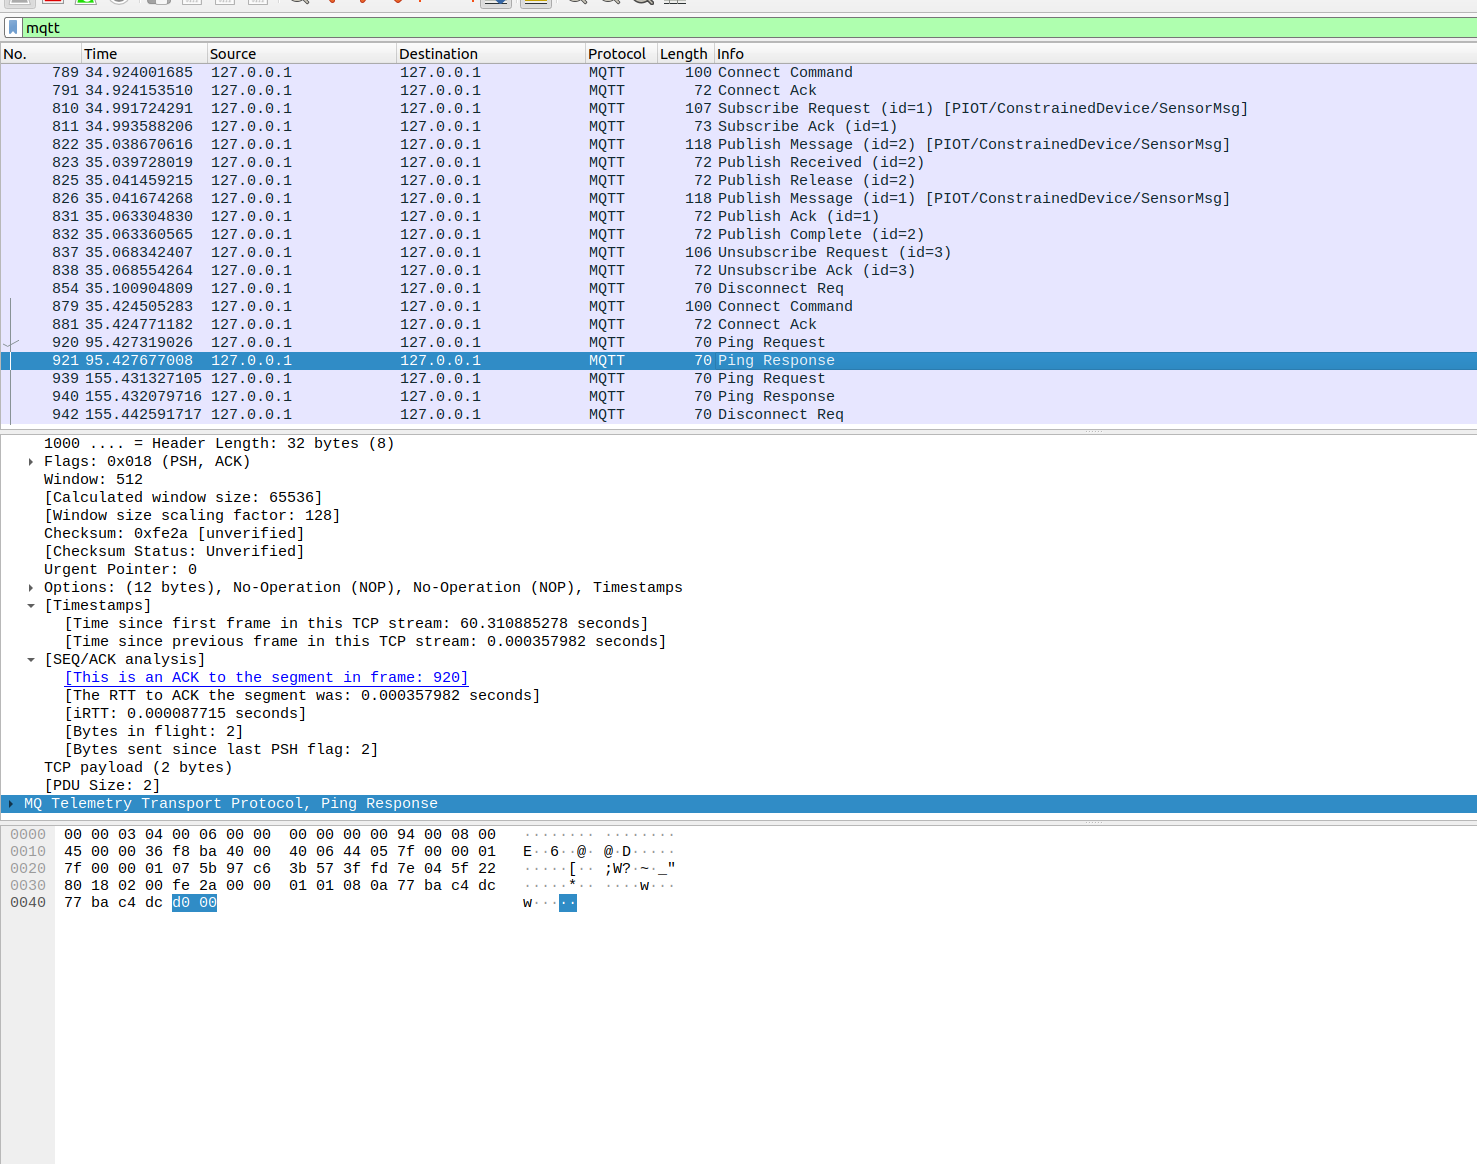 mqtt
No. Time Source Destination Protocol Length Info
789 34.924001685 127.0.0.1 127.0.0.1 MQTT 100 Connect Command
791 34.924153510 127.0.0.1 127.0.0.1 MQTT 72 Connect Ack
810 34.991724291 127.0.0.1 127.0.0.1 MQTT 107 Subscribe Request (id=1) [PIOT/ConstrainedDevice/SensorMsg]
811 34.993588206 127.0.0.1 127.0.0.1 MQTT 73 Subscribe Ack (id=1)
822 35.038670616 127.0.0.1 127.0.0.1 MQTT 118 Publish Message (id=2) [PIOT/ConstrainedDevice/SensorMsg]
823 35.039728019 127.0.0.1 127.0.0.1 MQTT 72 Publish Received (id=2)
825 35.041459215 127.0.0.1 127.0.0.1 MQTT 72 Publish Release (id=2)
826 35.041674268 127.0.0.1 127.0.0.1 MQTT 118 Publish Message (id=1) [PIOT/ConstrainedDevice/SensorMsg]
831 35.063304830 127.0.0.1 127.0.0.1 MQTT 72 Publish Ack (id=1)
832 35.063360565 127.0.0.1 127.0.0.1 MQTT 72 Publish Complete (id=2)
837 35.068342407 127.0.0.1 127.0.0.1 MQTT 106 Unsubscribe Request (id=3)
838 35.068554264 127.0.0.1 127.0.0.1 MQTT 72 Unsubscribe Ack (id=3)
854 35.100904809 127.0.0.1 127.0.0.1 MQTT 70 Disconnect Req
879 35.424505283 127.0.0.1 127.0.0.1 MQTT 100 Connect Command
881 35.424771182 127.0.0.1 127.0.0.1 MQTT 72 Connect Ack
920 95.427319026 127.0.0.1 127.0.0.1 MQTT 70 Ping Request
921 95.427677008 127.0.0.1 127.0.0.1 MQTT 70 Ping Response
939 155.431327105 127.0.0.1 127.0.0.1 MQTT 70 Ping Request
940 155.432079716 127.0.0.1 127.0.0.1 MQTT 70 Ping Response
942 155.442591717 127.0.0.1 127.0.0.1 MQTT 70 Disconnect Req
1000 .... = Header Length: 32 bytes (8)
Flags: 0x018 (PSH, ACK)
Window: 512
[Calculated window size: 65536]
[Window size scaling factor: 128]
Checksum: 0xfe2a [unverified]
[Checksum Status: Unverified]
Urgent Pointer: 0
Options: (12 bytes), No-Operation (NOP), No-Operation (NOP), Timestamps
[Timestamps]
[Time since first frame in this TCP stream: 60.310885278 seconds]
[Time since previous frame in this TCP stream: 0.000357982 seconds]
[SEQ/ACK analysis]
[This is an ACK to the segment in frame: 920]
[The RTT to ACK the segment was: 0.000357982 seconds]
[iRTT: 0.000087715 seconds]
[Bytes in flight: 2]
[Bytes sent since last PSH flag: 2]
TCP payload (2 bytes)
[PDU Size: 2]
MQ Telemetry Transport Protocol, Ping Response
0000 00 00 03 04 00 06 00 00 00 00 00 00 94 00 08 00 ········ ········
0010 45 00 00 36 f8 ba 40 00 40 06 44 05 7f 00 00 01 E··6··@· @·D·····
0020 7f 00 00 01 07 5b 97 c6 3b 57 3f fd 7e 04 5f 22 ·····[·· ;W?·~·_"
0030 80 18 02 00 fe 2a 00 00 01 01 08 0a 77 ba c4 dc ·····*·· ····w···
0040 77 ba c4 dc d0 00 w·····